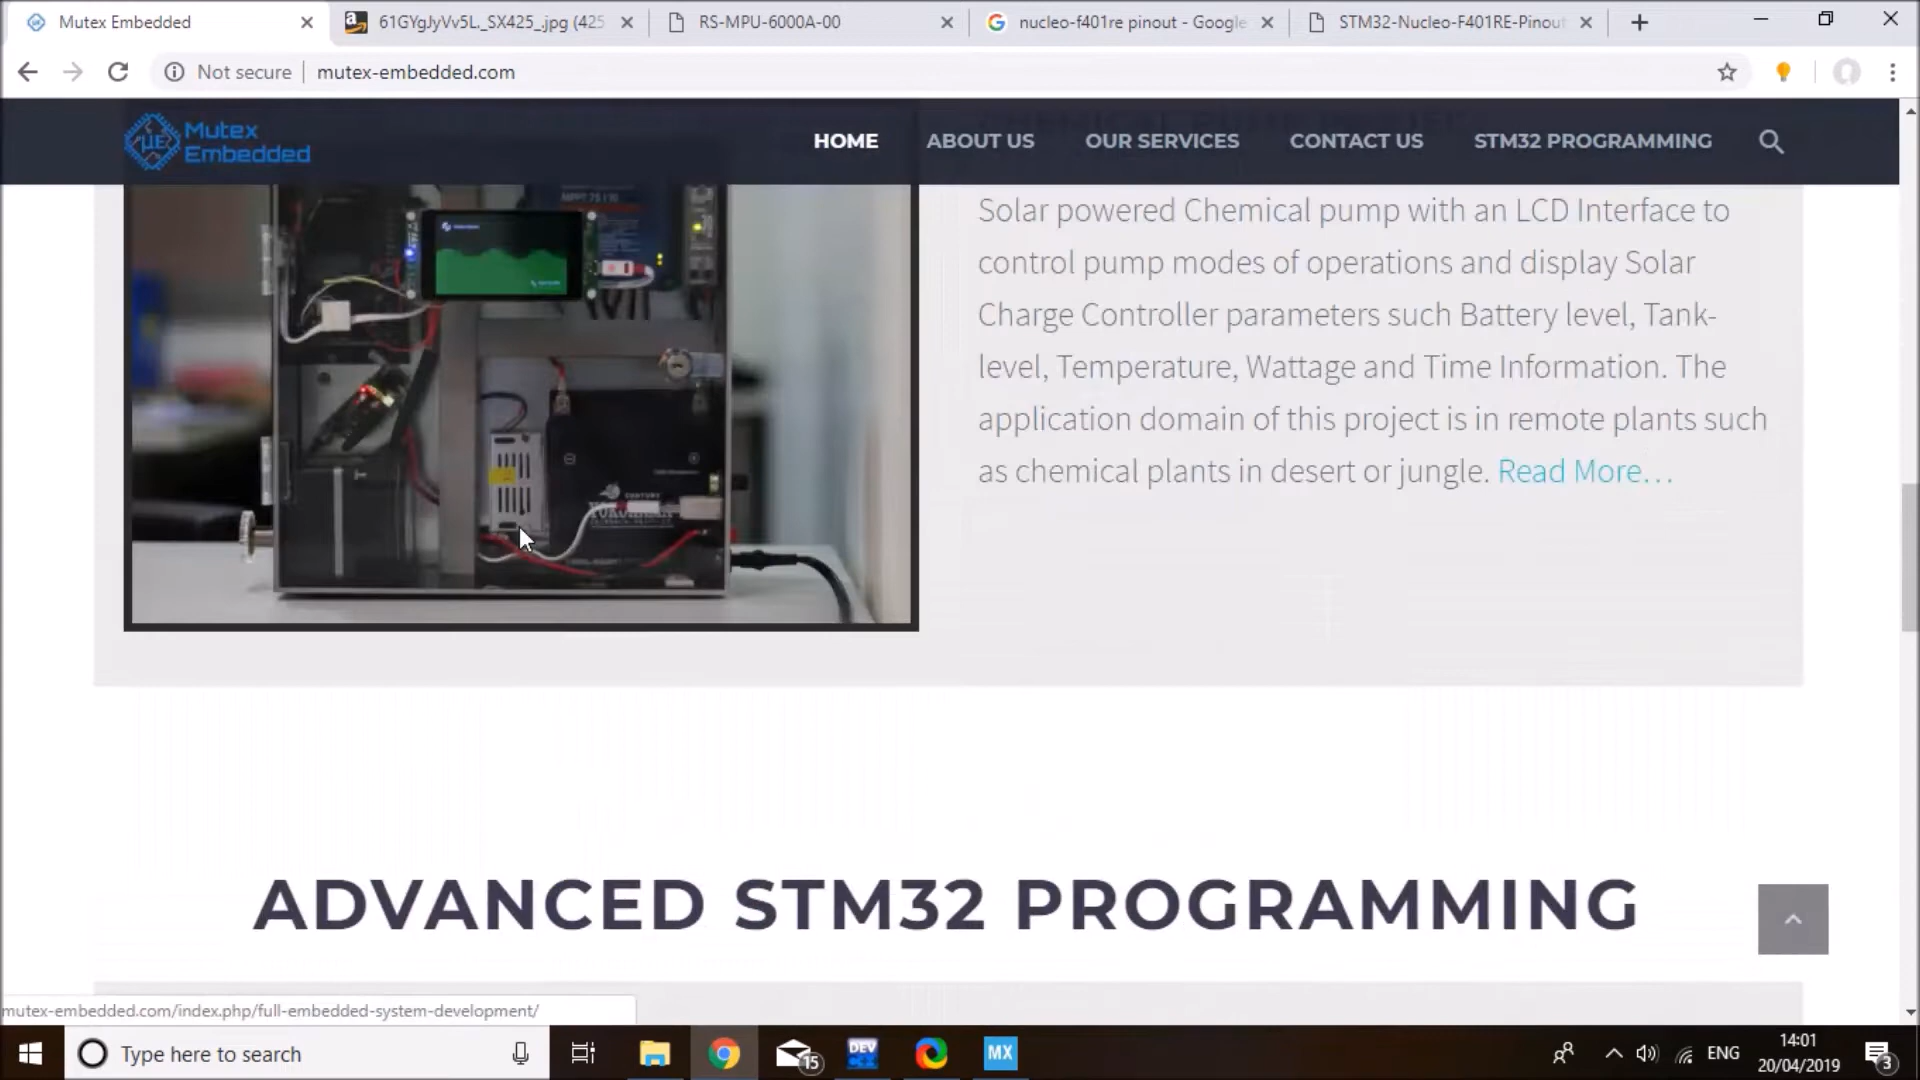 Mutex Embedded
61GYgJyVv5L._SX425_.jpg (425
RS-MPU-6000A-00
nucleo-f401re pinout - Google
STM32-Nucleo-F401RE-Pinout
Not secure
mutex-embedded.com
µE
Mutex
Embedded
HOME
ABOUT US
OUR SERVICES
CONTACT US
STM32 PROGRAMMING
Solar powered Chemical pump with an LCD Interface to
control pump modes of operations and display Solar
Charge Controller parameters such Battery level, Tank-
level, Temperature, Wattage and Time Information. The
application domain of this project is in remote plants such
as chemical plants in desert or jungle. Read More...
MPPT 75 | 15
CENTURY
ADVANCED STM32 PROGRAMMING
mutex-embedded.com/index.php/full-embedded-system-development/
Type here to search
15
DEV
C++
MX
ENG
14:01
20/04/2019
3